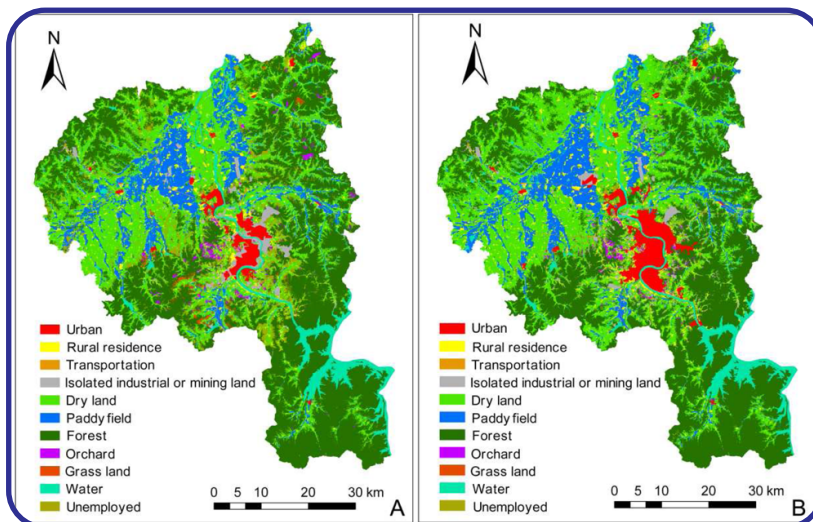 N
Urban
Rural residence
Transportation
Isolated industrial or mining land
Dry land
Paddy field
Forest
Orchard
Grass land
Water
Unemployed
0 5 10 20 30 km
A
N
Urban
Rural residence
Transportation
Isolated industrial or mining land
Dry land
Paddy field
Forest
Orchard
Grass land
Water
Unemployed
0 5 10 20 30 km
B